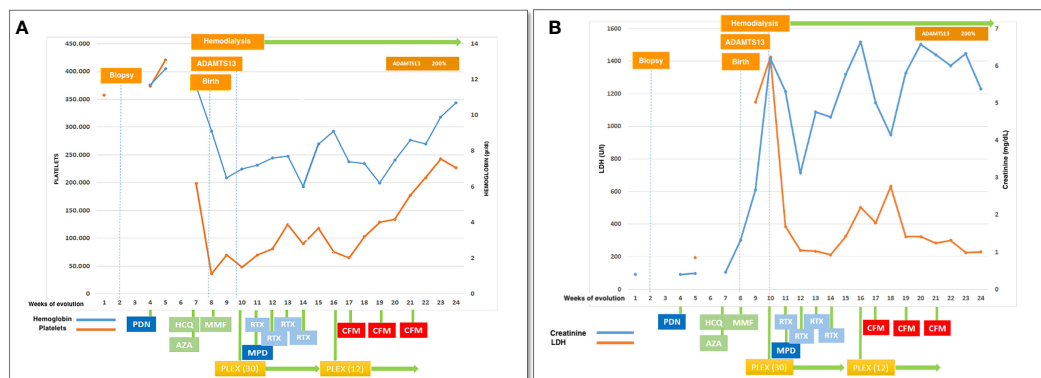 A
Hemodialysis
ADAMTS13
Birth
Biopsy
ADAMTS13 200%
PLATELETS
450.000
400.000
350.000
300.000
250.000
200.000
150.000
100.000
50.000
0
HEMOGLOBIN (gr/dl)
14
12
10
8
6
4
2
0
1 2 3 4 5 6 7 8 9 10 11 12 13 14 15 16 17 18 19 20 21 22 23 24
Weeks of evolution
Hemoglobin
Platelets
PDN
HCQ
AZA
MMF
RTX
RTX
RTX
RTX
MPD
CFM
CFM
CFM
PLEX (30)
PLEX (12)
B
Hemodialysis
ADAMTS13
Birth
Biopsy
ADAMTS13 200%
LDH (U/l)
1600
1400
1200
1000
800
600
400
200
0
Creatinine (mg/dL)
7
6
5
4
3
2
1
0
1 2 3 4 5 6 7 8 9 10 11 12 13 14 15 16 17 18 19 20 21 22 23 24
Weeks of evolution
Creatinine
LDH
PDN
HCQ
AZA
MMF
RTX
RTX
RTX
RTX
MPD
CFM
CFM
CFM
PLEX (30)
PLEX (12)